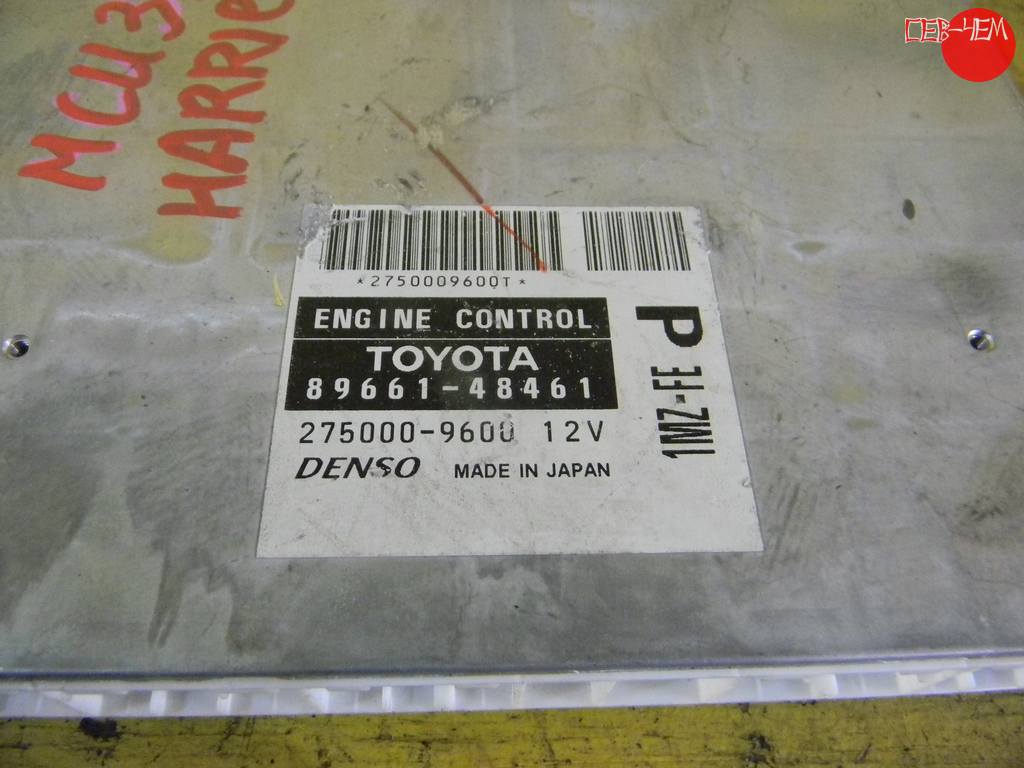 MCU3
HARRIE
*2750009600T*
ENGINE CONTROL
TOYOTA
89661-48461
275000-9600 12V
DENSO MADE IN JAPAN
P
1MZ-FE